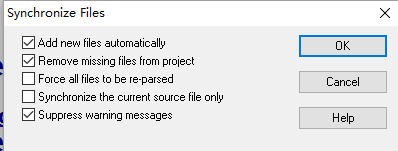 Synchronize Files
Add new files automatically
Remove missing files from project
Force all files to be re-parsed
Synchronize the current source file only
Suppress warning messages
OK
Cancel
Help